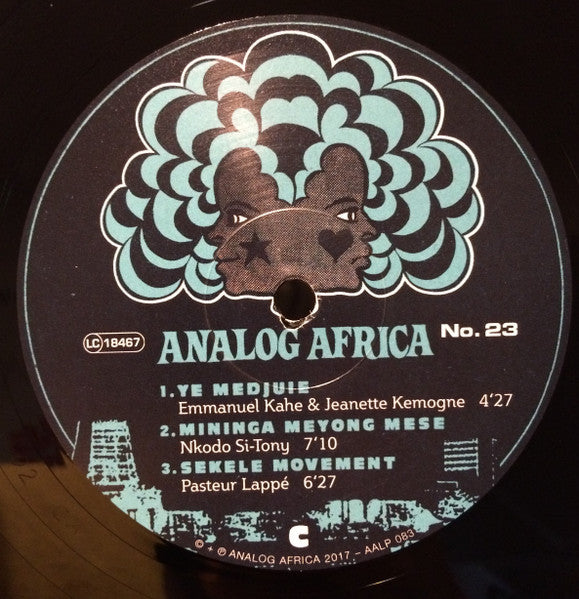 LC 18467
ANALOG AFRICA No. 23
1. YE MEDJUIE
Emmanuel Kahe & Jeanette Kemogne 4'27
2. MININGA MEYONG MESE
Nkodo Si-Tony 7'10
3. SEKELE MOVEMENT
Pasteur Lappé 6'27
C
© + ℗ ANALOG AFRICA 2017 – AALP 083